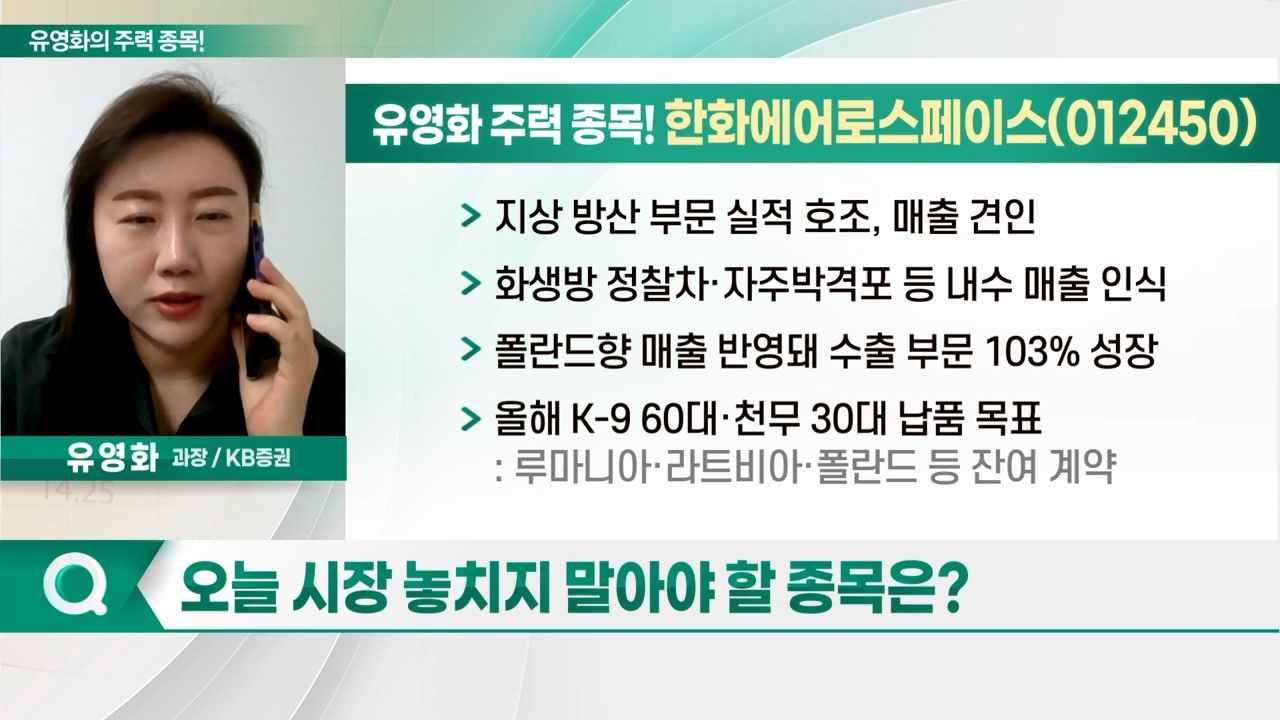 유영화의 주력 종목!
유영화 주력 종목! 한화에어로스페이스(012450)
> 지상 방산 부문 실적 호조, 매출 견인
> 화생방 정찰차·자주박격포 등 내수 매출 인식
> 폴란드향 매출 반영돼 수출 부문 103% 성장
> 올해 K-9 60대·천무 30대 납품 목표
: 루마니아·라트비아·폴란드 등 잔여 계약
유영화 과장 / KB증권
14.25
오늘 시장 놓치지 말아야 할 종목은?